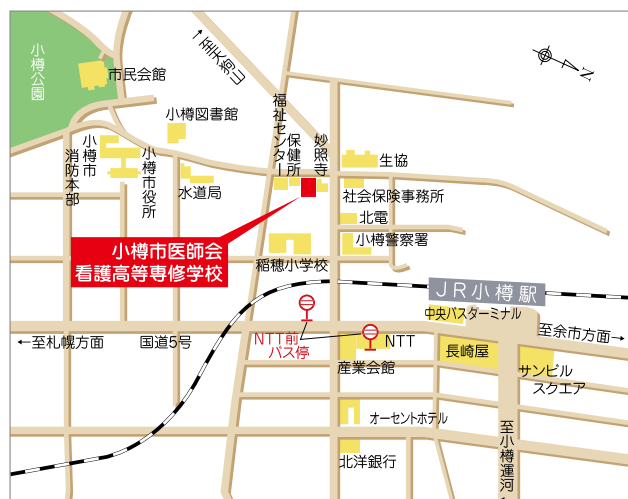 小樽公園
市民会館
↑至天狗山
N
小樽図書館
福祉センター
保健所
妙照寺
生協
小樽市
消防本部
小樽市役所
水道局
社会保険事務所
北電
小樽警察署
小樽市医師会
看護高等専修学校
稲穂小学校
JR小樽駅
中央バスターミナル
至余市方面→
←至札幌方面
国道5号
NTT前
バス停
NTT
産業会館
長崎屋
サンビル
スクエア
オーセントホテル
至小樽運河
北洋銀行